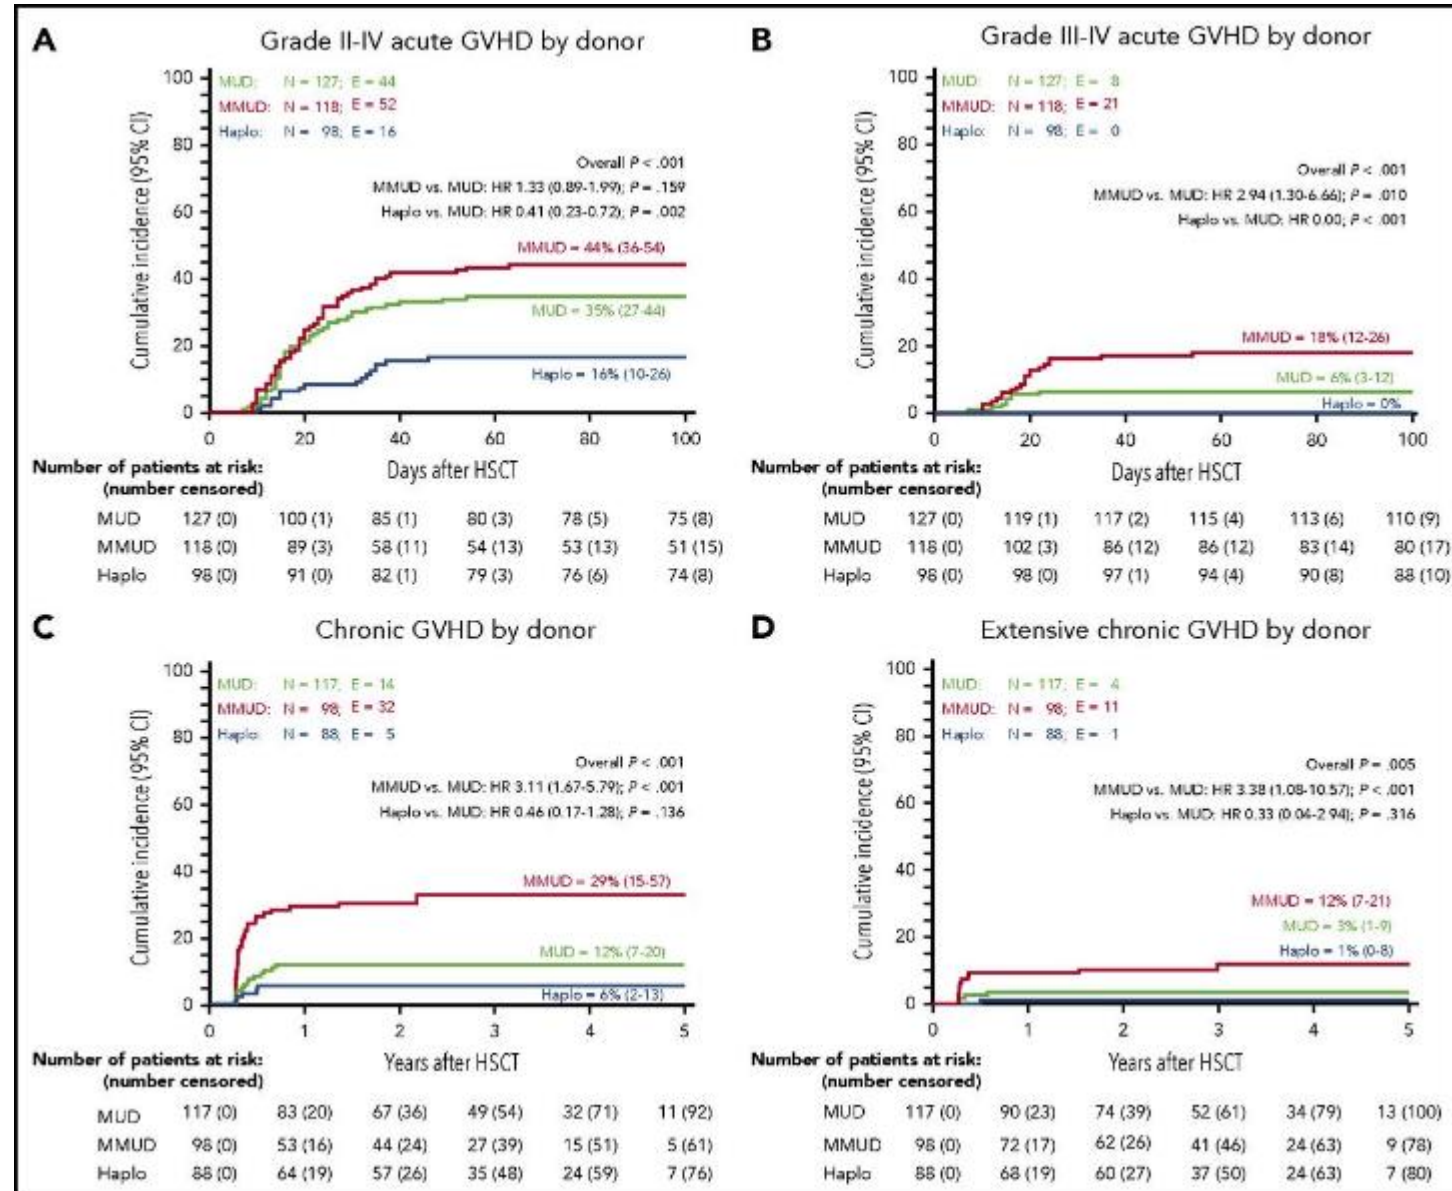 A
Grade II-IV acute GVHD by donor
Cumulative incidence (95% CI)
100
80
60
40
20
0
MUD: N = 127; E = 44
MMUD: N = 118; E = 52
Haplo: N = 98; E = 16
Overall P < .001
MMUD vs. MUD: HR 1.33 (0.89-1.99); P = .159
Haplo vs. MUD: HR 0.41 (0.23-0.72); P = .002
MMUD = 44% (36-54)
MUD = 35% (27-44)
Haplo = 16% (10-26)
0 20 40 60 80 100
Days after HSCT
Number of patients at risk:
(number censored)
MUD 127 (0) 100 (1) 85 (1) 80 (3) 78 (5) 75 (8)
MMUD 118 (0) 89 (3) 58 (11) 54 (13) 53 (13) 51 (15)
Haplo 98 (0) 91 (0) 82 (1) 79 (3) 76 (6) 74 (8)
B
Grade III-IV acute GVHD by donor
Cumulative incidence (95% CI)
100
80
60
40
20
0
MUD: N = 127; E = 8
MMUD: N = 118; E = 21
Haplo: N = 98; E = 0
Overall P < .001
MMUD vs. MUD: HR 2.94 (1.30-6.66); P = .010
Haplo vs. MUD: HR 0.00; P < .001
MMUD = 18% (12-26)
MUD = 6% (3-12)
Haplo = 0%
0 20 40 60 80 100
Days after HSCT
Number of patients at risk:
(number censored)
MUD 127 (0) 119 (1) 117 (2) 115 (4) 113 (6) 110 (9)
MMUD 118 (0) 102 (3) 86 (12) 86 (12) 83 (14) 80 (17)
Haplo 98 (0) 98 (0) 97 (1) 94 (4) 90 (8) 88 (10)
C
Chronic GVHD by donor
Cumulative incidence (95% CI)
100
80
60
40
20
0
MUD: N = 117; E = 14
MMUD: N = 98; E = 32
Haplo: N = 88; E = 5
Overall P < .001
MMUD vs. MUD: HR 3.11 (1.67-5.79); P < .001
Haplo vs. MUD: HR 0.46 (0.17-1.28); P = .136
MMUD = 29% (15-57)
MUD = 12% (7-20)
Haplo = 6% (2-13)
0 1 2 3 4 5
Years after HSCT
Number of patients at risk:
(number censored)
MUD 117 (0) 83 (20) 67 (36) 49 (54) 32 (71) 11 (92)
MMUD 98 (0) 53 (16) 44 (24) 27 (39) 15 (51) 5 (61)
Haplo 88 (0) 64 (19) 57 (26) 35 (48) 24 (59) 7 (76)
D
Extensive chronic GVHD by donor
Cumulative incidence (95% CI)
100
80
60
40
20
0
MUD: N = 117; E = 4
MMUD: N = 98; E = 11
Haplo: N = 88; E = 1
Overall P = .005
MMUD vs. MUD: HR 3.38 (1.08-10.57); P < .001
Haplo vs. MUD: HR 0.33 (0.04-2.94); P = .316
MMUD = 12% (7-21)
MUD = 3% (1-9)
Haplo = 1% (0-8)
0 1 2 3 4 5
Years after HSCT
Number of patients at risk:
(number censored)
MUD 117 (0) 90 (23) 74 (39) 52 (61) 34 (79) 13 (100)
MMUD 98 (0) 72 (17) 62 (26) 41 (46) 24 (63) 9 (78)
Haplo 88 (0) 68 (19) 60 (27) 37 (50) 24 (63) 7 (80)